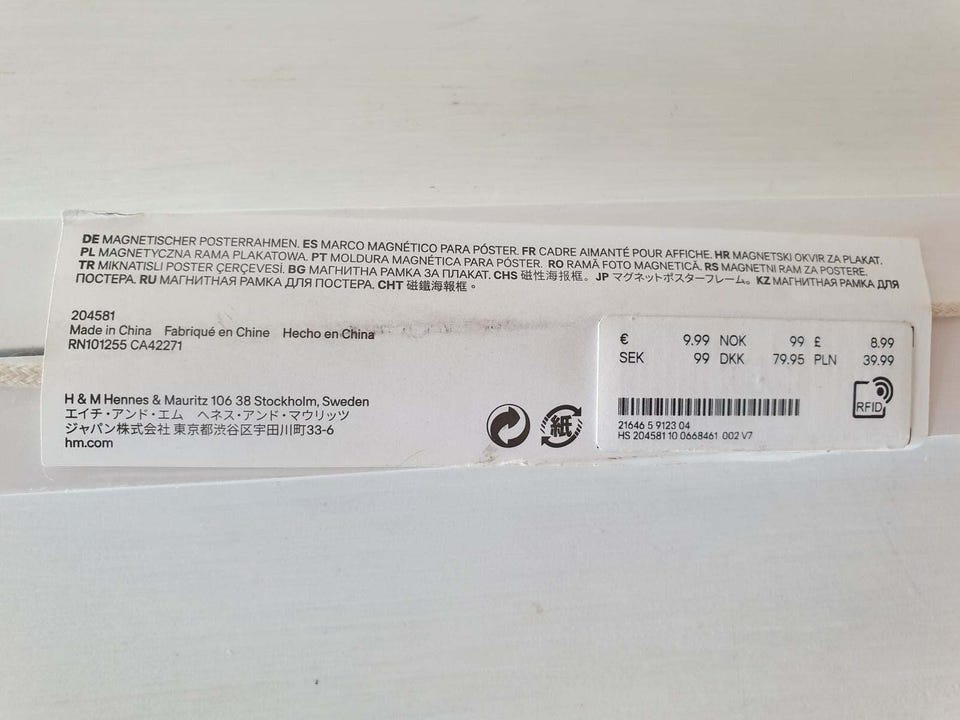 DE MAGNETISCHER POSTERRAHMEN. ES MARCO MAGNÉTICO PARA PÓSTER. FR CADRE AIMANTÉ POUR AFFICHE. HR MAGNETSKI OKVIR ZA PLAKAT.
PL MAGNETYCZNA RAMA PLAKATOWA. PT MOLDURA MAGNÉTICA PARA PÓSTER. RO RAMĂ FOTO MAGNETICĂ. RS MAGNETNI RAM ZA POSTERE.
TR MIKNATISLI POSTER ÇERÇEVESİ. BG МАГНИТНА РАМКА ЗА ПЛАКАТ. CHS 磁性海报框。JP マグネットポスターフレーム。KZ МАГНИТНАЯ РАМКА ДЛЯ
ПОСТЕРА. RU МАГНИТНАЯ РАМКА ДЛЯ ПОСТЕРА. CHT 磁鐵海報框。
204581
Made in China Fabriqué en Chine Hecho en China
RN101255 CA42271
H & M Hennes & Mauritz 106 38 Stockholm, Sweden
エイチ・アンド・エム ヘネス・アンド・マウリッツ
ジャパン株式会社 東京都渋谷区宇田川町33-6
hm.com
紙
€ 9.99 NOK 99 £ 8.99
SEK 99 DKK 79.95 PLN 39.99
RFID
21646 5 9123 04
HS 204581 10 0668461 002 V7